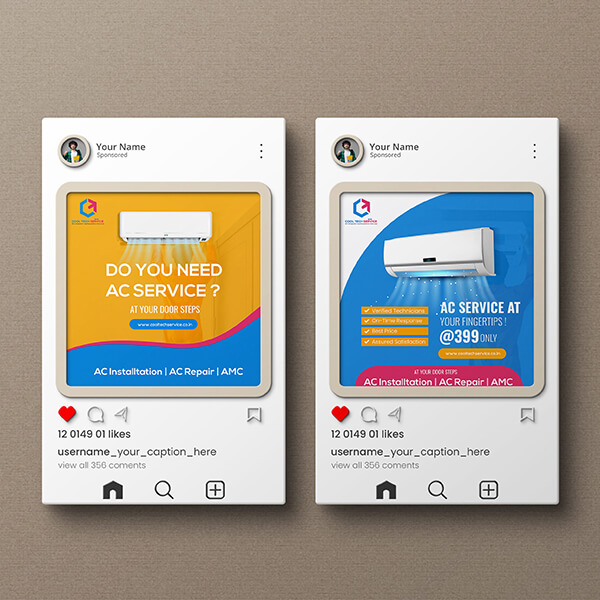 Your Name
Sponsored
COOL TECH SERVICE
DO YOU NEED
AC SERVICE ?
AT YOUR DOOR STEPS
www.cooltechservice.co.in
AC Installtation | AC Repair | AMC
12 0149 01 likes
username_your_caption_here
view all 356 coments
Your Name
Sponsored
COOL TECH SERVICE
Verified Technicians
On-Time Response
Best Price
Assured Satisfaction
AC SERVICE AT
YOUR FINGERTIPS !
@399 ONLY
www.cooltechservice.co.in
AT YOUR DOOR STEPS
AC Installtation | AC Repair | AMC
12 0149 01 likes
username_your_caption_here
view all 356 coments